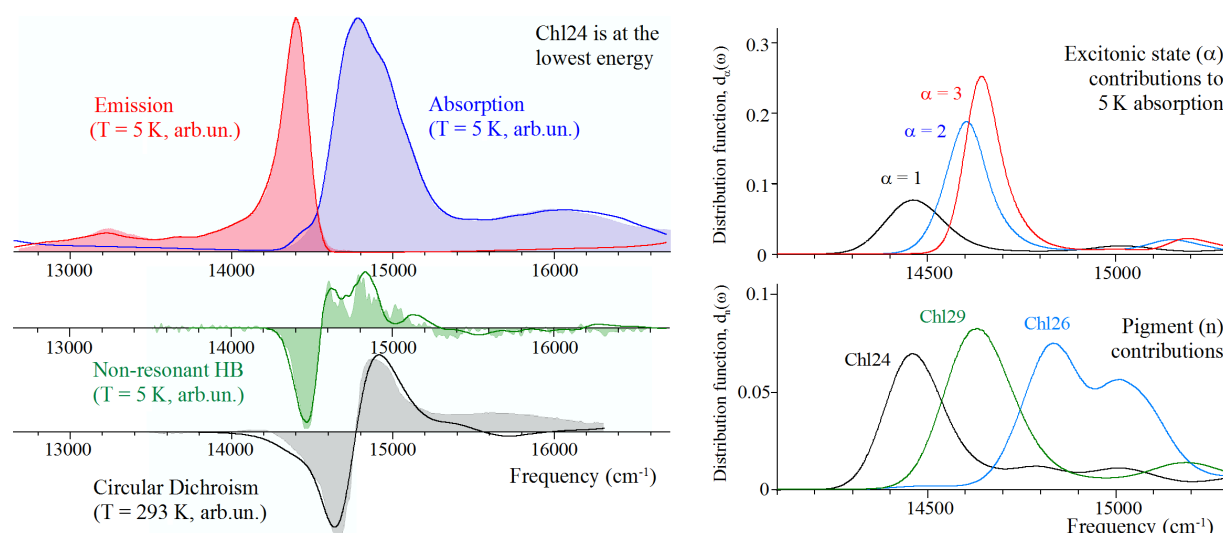 Chl24 is at the
lowest energy
Emission
(T = 5 K, arb.un.)
Absorption
(T = 5 K, arb.un.)
13000 14000 15000 16000
13000 14000 15000 16000
Non-resonant HB
(T = 5 K, arb.un.)
13000 14000 15000 16000
Frequency (cm-1)
Circular Dichroism
(T = 293 K, arb.un.)
Distribution function, dα(ω)
0.3
0.2
0.1
0
Excitonic state (α)
contributions to
5 K absorption
α = 3
α = 2
α = 1
14500 15000
Distribution function, dn(ω)
0.1
0.05
0
Chl29
Chl26
Pigment (n)
contributions
Chl24
14500 15000
Frequency (cm-1)